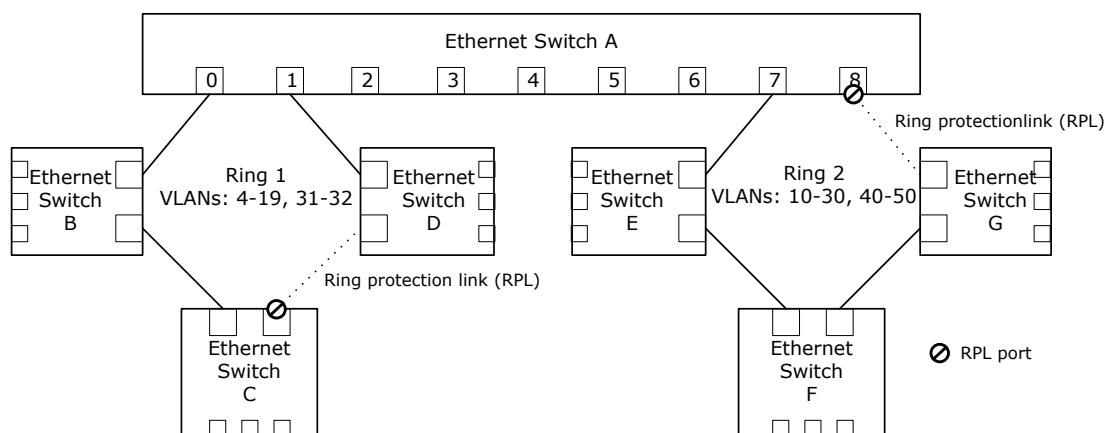 Ethernet Switch A
0 1 2 3 4 5 6 7 8
Ring protectionlink (RPL)
Ethernet
Switch
B
Ring 1
VLANs: 4-19, 31-32
Ethernet
Switch
D
Ethernet
Switch
E
Ring 2
VLANs: 10-30, 40-50
Ethernet
Switch
G
Ring protection link (RPL)
Ethernet
Switch
C
Ethernet
Switch
F
RPL port